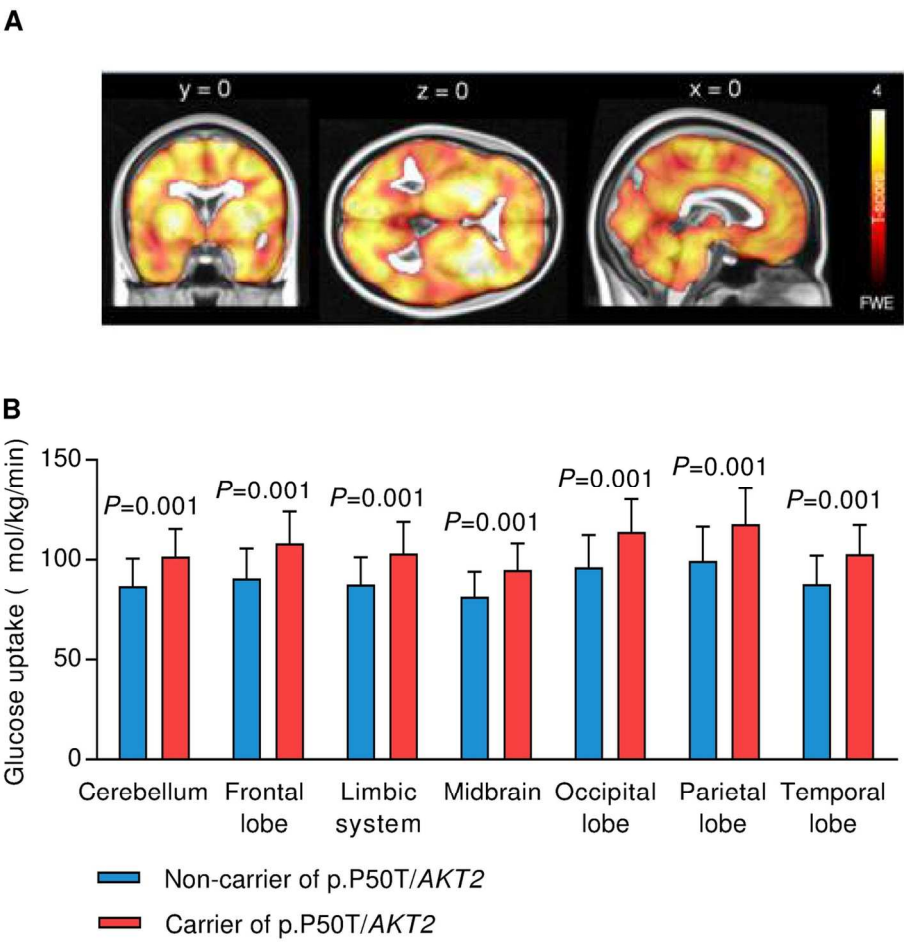 A
y = 0
z = 0
x = 0
4
T-score
FWE
B
Glucose uptake ( mol/kg/min)
150
100
50
0
P=0.001
P=0.001
P=0.001
P=0.001
P=0.001
P=0.001
P=0.001
Cerebellum
Frontal
lobe
Limbic
system
Midbrain
Occipital
lobe
Parietal
lobe
Temporal
lobe
Non-carrier of p.P50T/AKT2
Carrier of p.P50T/AKT2